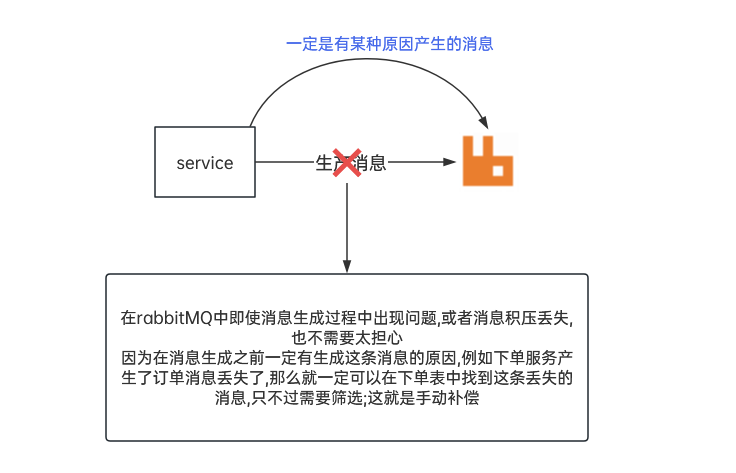 一定是有某种原因产生的消息
service
生产消息
在rabbitMQ中即使消息生成过程中出现问题,或者消息积压丢失,
也不需要太担心
因为在消息生成之前一定有生成这条消息的原因,例如下单服务产
生了订单消息丢失了,那么就一定可以在下单表中找到这条丢失的
消息,只不过需要筛选;这就是手动补偿